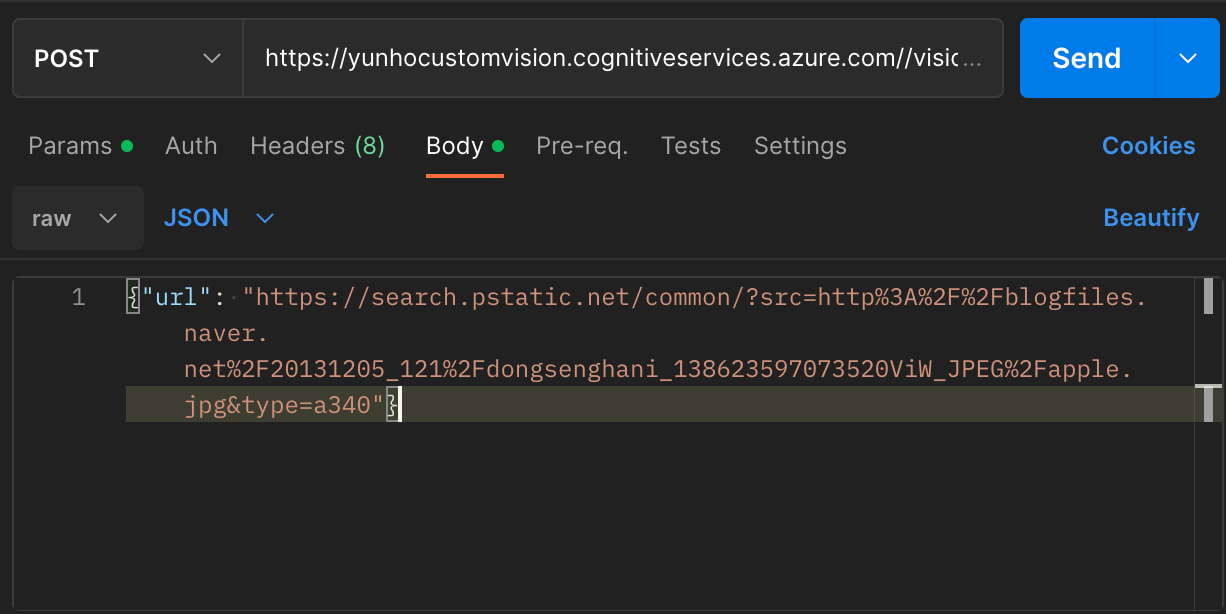 POST
https://yunhocustomvision.cognitiveservices.azure.com//visic...
Send
Params
Auth
Headers (8)
Body
Pre-req.
Tests
Settings
Cookies
raw
JSON
Beautify
1 {"url": "https://search.pstatic.net/common/?src=http%3A%2F%2Fblogfiles.
naver.
net%2F20131205_121%2Fdongsenghani_138623597073520ViW_JPEG%2Fapple.
jpg&type=a340"}